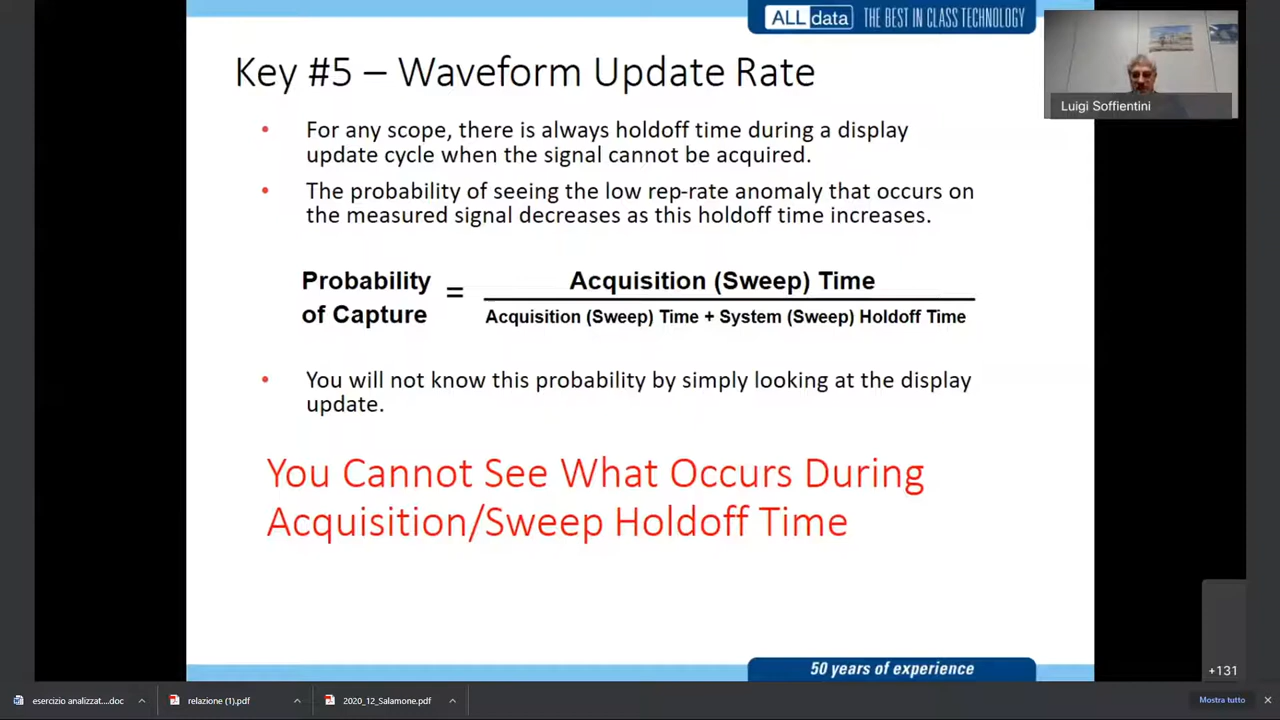 ALLdata THE BEST IN CLASS TECHNOLOGY
Key #5 – Waveform Update Rate
Luigi Soffientini
• For any scope, there is always holdoff time during a display
update cycle when the signal cannot be acquired.
• The probability of seeing the low rep-rate anomaly that occurs on
the measured signal decreases as this holdoff time increases.
Probability
of Capture
=
Acquisition (Sweep) Time
Acquisition (Sweep) Time + System (Sweep) Holdoff Time
• You will not know this probability by simply looking at the display
update.
You Cannot See What Occurs During
Acquisition/Sweep Holdoff Time
50 years of experience
+131
esercizio analizzat....doc
relazione (1).pdf
2020_12_Salamone.pdf
Mostra tutto